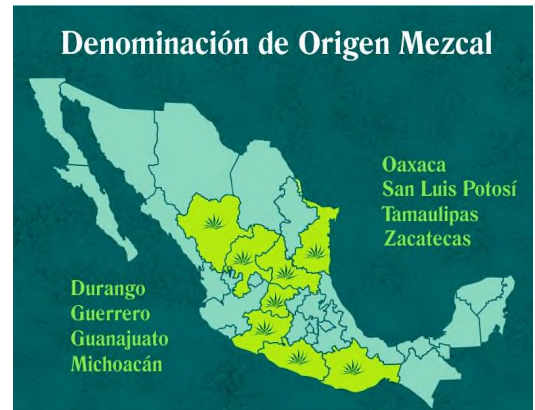 Denominación de Origen Mezcal
Oaxaca
San Luis Potosí
Tamaulipas
Zacatecas
Durango
Guerrero
Guanajuato
Michoacán